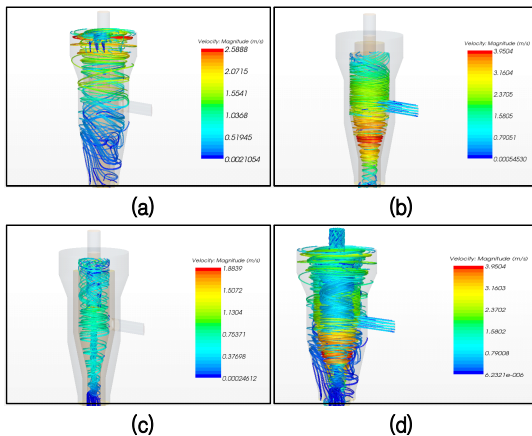 Velocity: Magnitude (m/s)
2.5888
2.0715
1.5541
1.0368
0.51945
0.0021054
(a)
Velocity: Magnitude (m/s)
3.9504
3.1604
2.3705
1.5805
0.79051
0.00054530
(b)
Velocity: Magnitude (m/s)
1.8839
1.5072
1.1304
0.75371
0.37698
0.00024612
(c)
Velocity: Magnitude (m/s)
3.9504
3.1603
2.3702
1.5802
0.79008
6.2321e-006
(d)